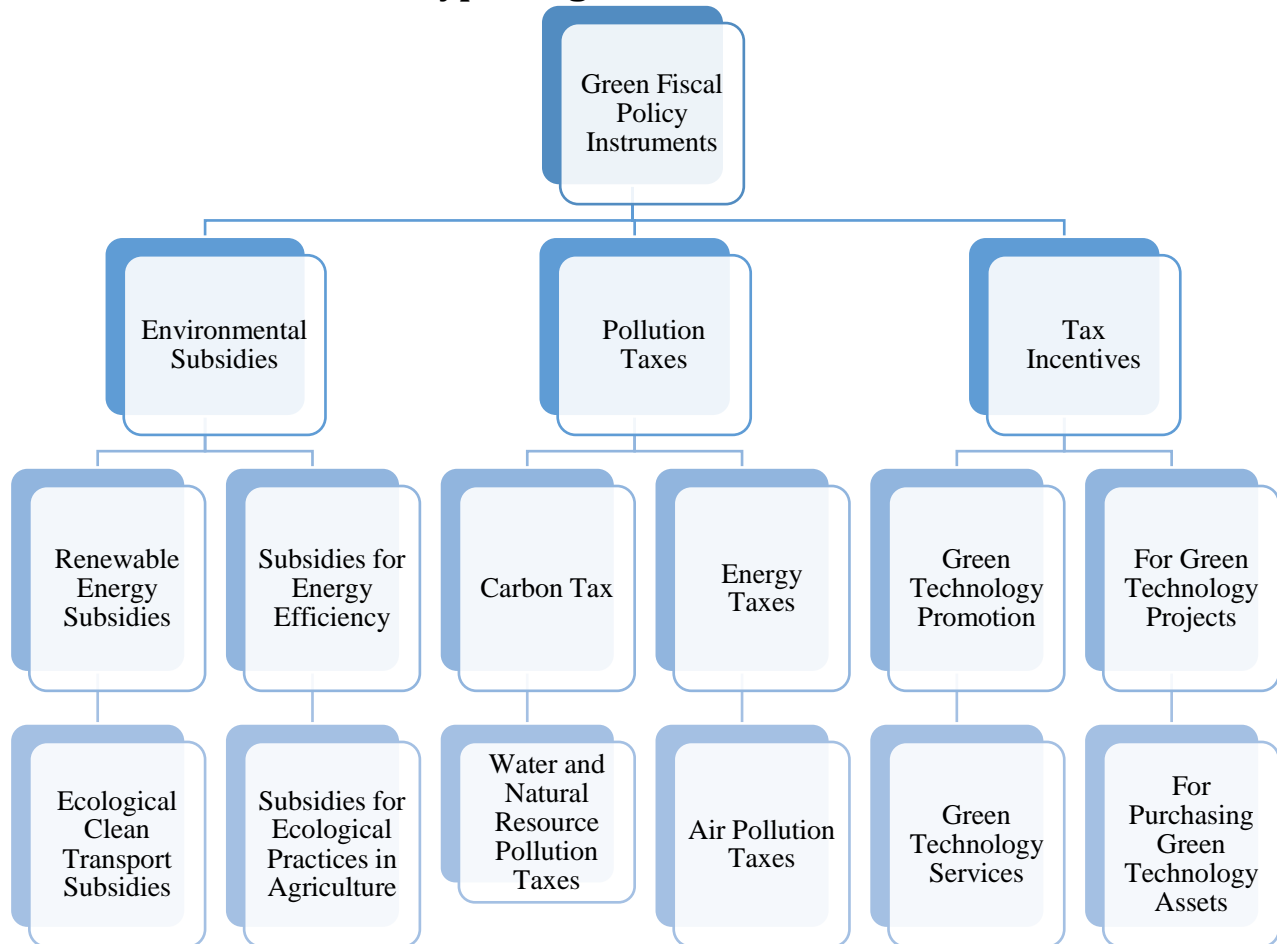 Green Fiscal
Policy
Instruments
Environmental
Subsidies
Pollution
Taxes
Tax
Incentives
Renewable
Energy
Subsidies
Subsidies for
Energy
Efficiency
Carbon Tax
Energy
Taxes
Green
Technology
Promotion
For Green
Technology
Projects
Ecological
Clean
Transport
Subsidies
Subsidies for
Ecological
Practices in
Agriculture
Water and
Natural
Resource
Pollution
Taxes
Air Pollution
Taxes
Green
Technology
Services
For
Purchasing
Green
Technology
Assets